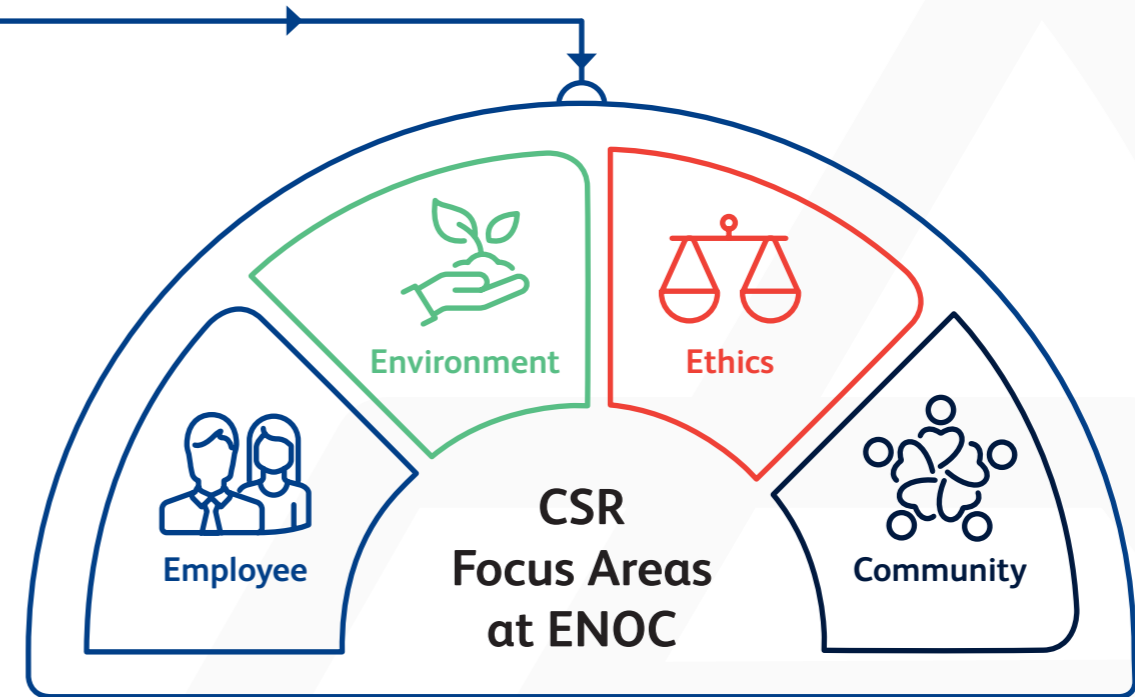 Environment
Ethics
Employee
Community
CSR
Focus Areas
at ENOC